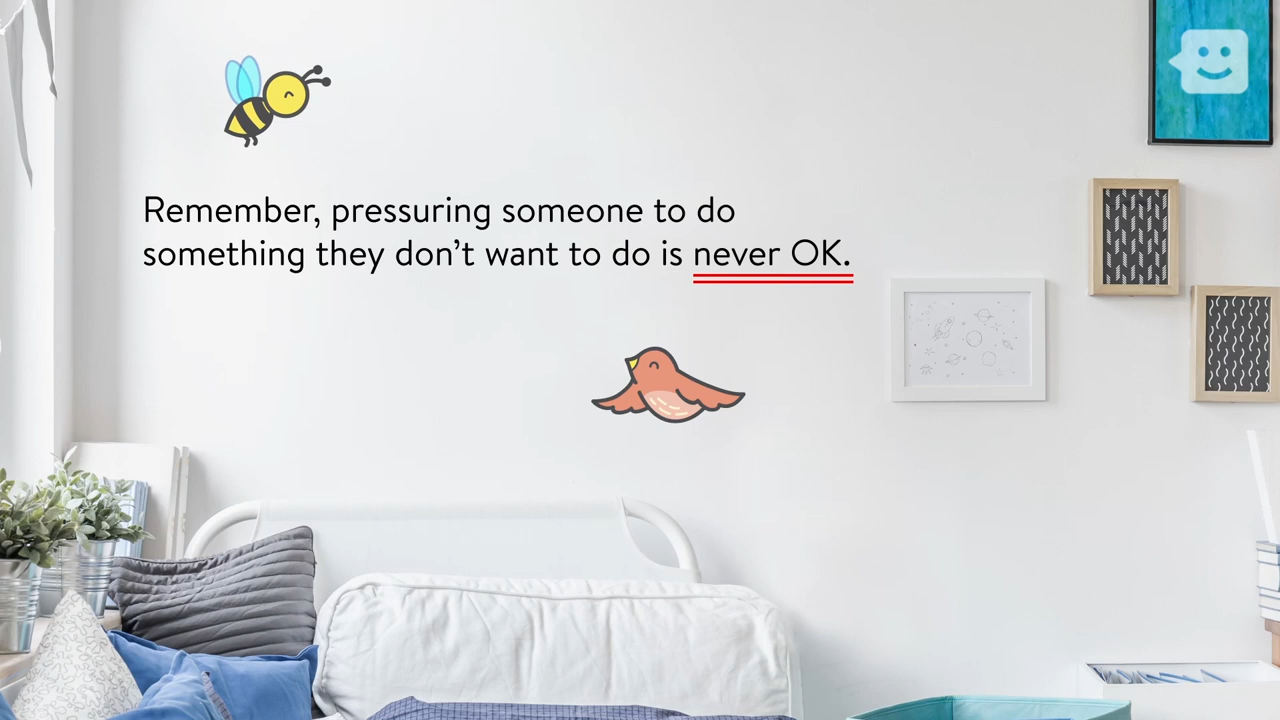 Remember, pressuring someone to do
something they don’t want to do is never OK.